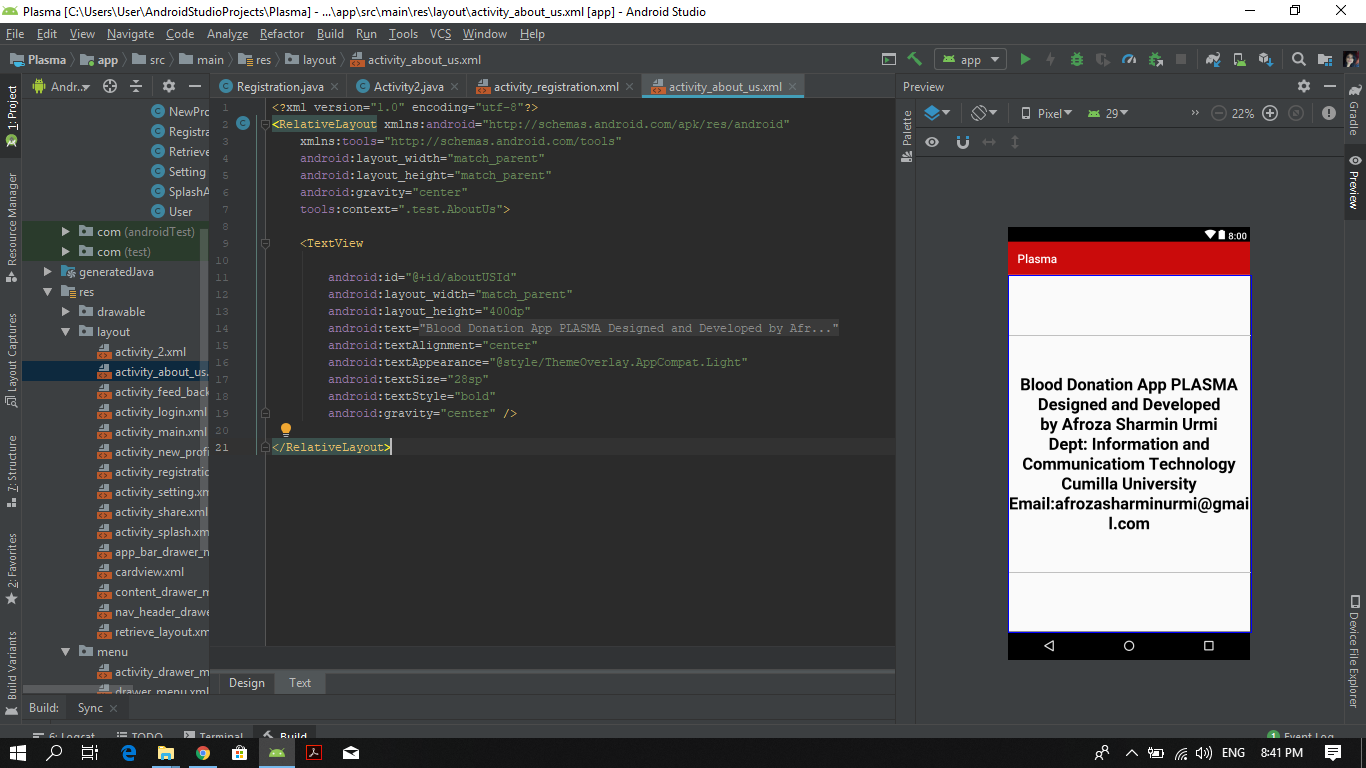 Plasma [C:\Users\User\AndroidStudioProjects\Plasma] - ...\app\src\main\res\layout\activity_about_us.xml [app] - Android Studio
File Edit View Navigate Code Analyze Refactor Build Run Tools VCS Window Help
Plasma app src main res layout activity_about_us.xml app
Andr.. Registration.java Activity2.java activity_registration.xml activity_about_us.xml Preview
1: Project
Resource Manager
Layout Captures
7: Structure
2: Favorites
Build Variants
NewPro
Registra
Retrieve
Setting
SplashA
User
com (androidTest)
com (test)
generatedJava
res
drawable
layout
activity_2.xml
activity_about_us.
activity_feed_back
activity_login.xml
activity_main.xml
activity_new_profi
activity_registratic
activity_setting.xm
activity_share.xml
activity_splash.xm
app_bar_drawer_m
cardview.xml
content_drawer_m
nav_header_drawe
retrieve_layout.xm
menu
activity_drawer_m
drawer_menu.xml
1 <?xml version="1.0" encoding="utf-8"?>
2 <RelativeLayout xmlns:android="http://schemas.android.com/apk/res/android"
3 xmlns:tools="http://schemas.android.com/tools"
4 android:layout_width="match_parent"
5 android:layout_height="match_parent"
6 android:gravity="center"
7 tools:context=".test.AboutUs">
8
9 <TextView
10
11 android:id="@+id/aboutUSId"
12 android:layout_width="match_parent"
13 android:layout_height="400dp"
14 android:text="Blood Donation App PLASMA Designed and Developed by Afr..."
15 android:textAlignment="center"
16 android:textAppearance="@style/ThemeOverlay.AppCompat.Light"
17 android:textSize="28sp"
18 android:textStyle="bold"
19 android:gravity="center" />
20
21 </RelativeLayout>
Design Text
Palette
Pixel 29 » 22%
8:00
Plasma
Blood Donation App PLASMA
Designed and Developed
by Afroza Sharmin Urmi
Dept: Information and
Communicatiom Technology
Cumilla University
Email:afrozasharminurmi@gmai
l.com
Gradle
Preview
Device File Explorer
Build: Sync
6: Logcat TODO Terminal Build 1 Event Log
ENG 8:41 PM